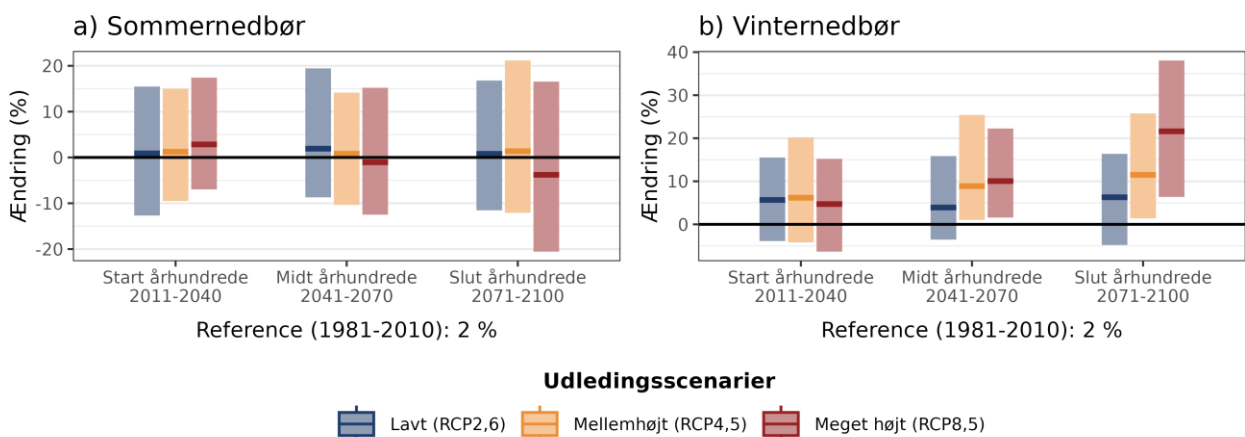 a) Sommernedbør
Ændring (%)
20
10
0
-10
-20
Start århundrede
2011-2040
Midt århundrede
2041-2070
Slut århundrede
2071-2100
Reference (1981-2010): 2 %
b) Vinternedbør
Ændring (%)
40
30
20
10
0
Start århundrede
2011-2040
Midt århundrede
2041-2070
Slut århundrede
2071-2100
Reference (1981-2010): 2 %
Udledingsscenarier
Lavt (RCP2,6)
Mellemhøjt (RCP4,5)
Meget højt (RCP8,5)